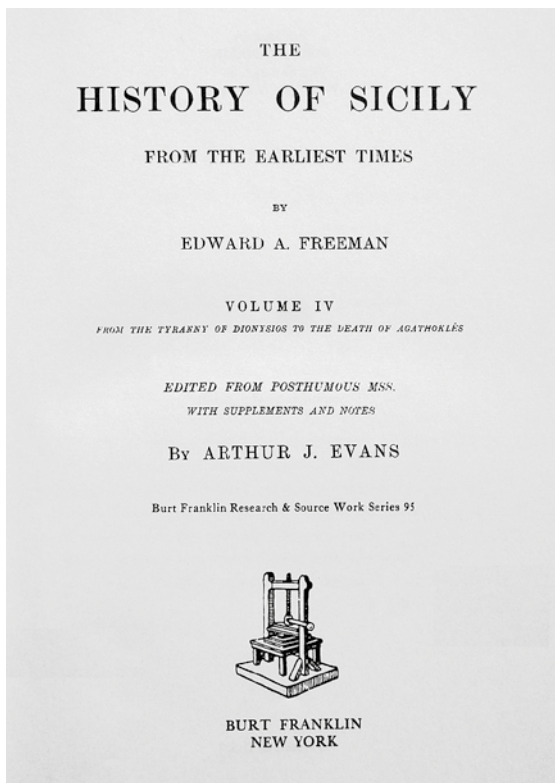 THE
HISTORY OF SICILY
FROM THE EARLIEST TIMES
BY
EDWARD A. FREEMAN
VOLUME IV
FROM THE TYRANNY OF DIONYSIOS TO THE DEATH OF AGATHOKLÊS
EDITED FROM POSTHUMOUS MSS.
WITH SUPPLEMENTS AND NOTES
By ARTHUR J. EVANS
Burt Franklin Research & Source Work Series 95
BURT FRANKLIN
NEW YORK